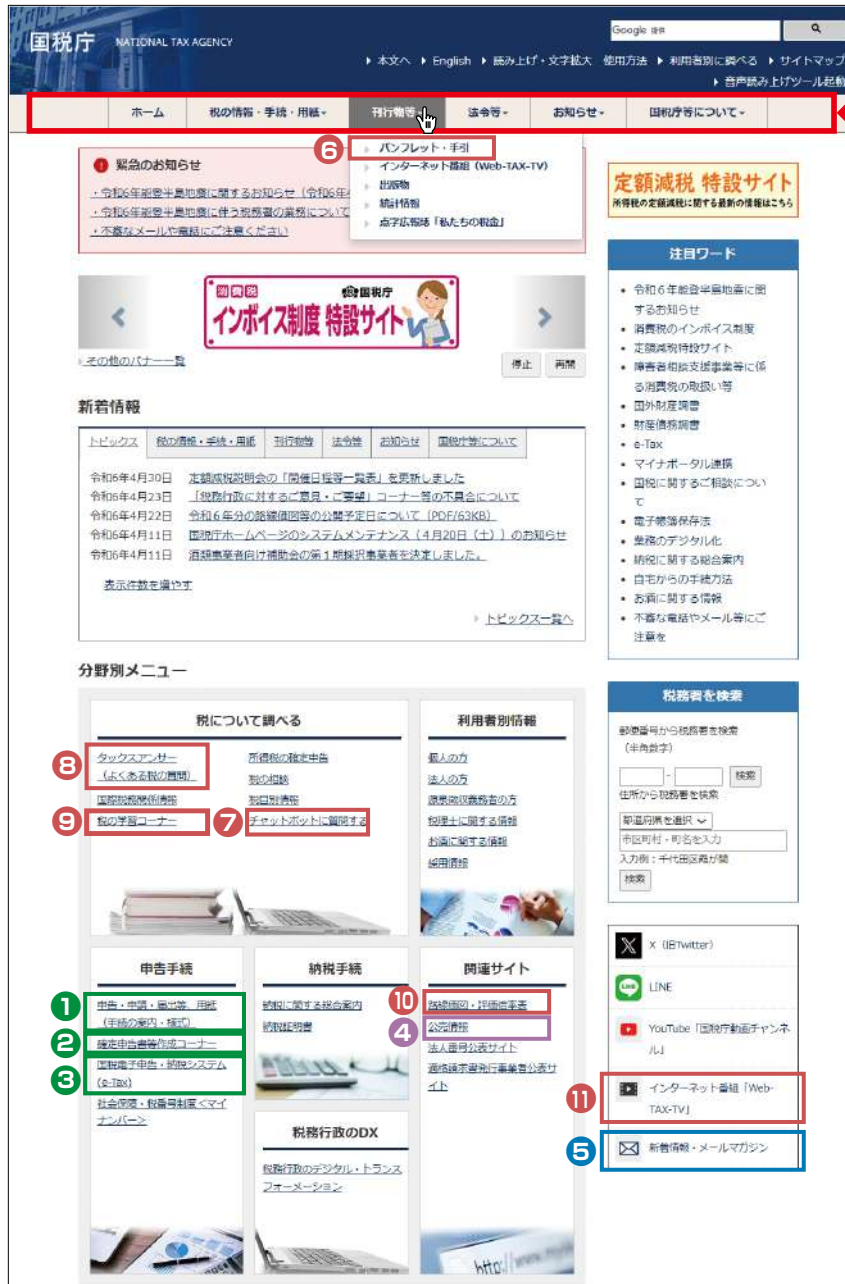 国税庁 NATIONAL TAX AGENCY
Google 提供
本文へ English 読み上げ・文字拡大 使用方法 利用者別に調べる サイトマップ
音声読み上げツール起動
ホーム 税の情報・手続・用紙 刊行物等 法令等 お知らせ 国税庁等について
6 パンフレット・手引
インターネット番組（Web-TAX-TV）
出版物
統計情報
点字広報誌「私たちの税金」
緊急のお知らせ
・令和6年能登半島地震に関するお知らせ（令和6年4
・令和6年能登半島地震に伴う税務署の業務について
・不審なメールや電話にご注意ください
定額減税 特設サイト
所得税の定額減税に関する最新の情報はこちら
消費税 国税庁
インボイス制度 特設サイト
その他のバナー一覧
停止 再開
新着情報
トピックス 税の情報・手続・用紙 刊行物等 法令等 お知らせ 国税庁等について
令和6年4月30日 定額減税説明会の「開催日程等一覧表」を更新しました
令和6年4月23日 「税務行政に対するご意見・ご要望」コーナー等の不具合について
令和6年4月22日 令和6年分の路線価図等の公開予定日について（PDF/63KB）
令和6年4月11日 国税庁ホームページのシステムメンテナンス（4月20日（土））のお知らせ
令和6年4月11日 酒類事業者向け補助金の第1期採択事業者を決定しました。
表示件数を増やす
トピックス一覧へ
注目ワード
令和6年能登半島地震に関
するお知らせ
消費税のインボイス制度
定額減税特設サイト
障害者相談支援事業等に係
る消費税の取扱い等
国外財産調書
財産債務調書
e-Tax
マイナポータル連携
国税に関するご相談につい
て
電子帳簿保存法
業務のデジタル化
納税に関する総合案内
自宅からの手続方法
お酒に関する情報
不審な電話やメール等にご
注意を
分野別メニュー
税について調べる
8 タックスアンサー
（よくある税の質問）
国際税務関係情報
9 税の学習コーナー
所得税の確定申告
税の相談
税目別情報
7 チャットボットに質問する
利用者別情報
個人の方
法人の方
源泉徴収義務者の方
税理士に関する情報
お酒に関する情報
採用情報
税務署を検索
郵便番号から税務署を検索
（半角数字）
- 検索
住所から税務署を検索
都道府県を選択
市区町村・町名を入力
入力例：千代田区霞が関
検索
申告手続
1 申告・申請・届出等、用紙
（手続の案内・様式）
2 確定申告書等作成コーナー
3 国税電子申告・納税システム
(e-Tax)
社会保障・税番号制度＜マイ
ナンバー＞
納税手続
納税に関する総合案内
納税証明書
税務行政のDX
税務行政のデジタル・トランス
フォーメーション
関連サイト
10 路線価図・評価倍率表
4 公売情報
法人番号公表サイト
適格請求書発行事業者公表サ
イト
http://www
X（旧Twitter）
LINE
YouTube「国税庁動画チャンネ
ル」
11 インターネット番組「Web-
TAX-TV」
5 新着情報・メールマガジン